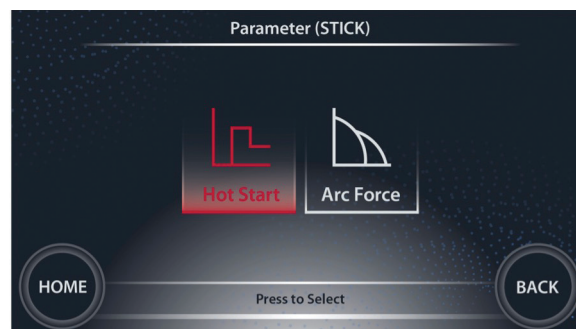 Parameter (STICK)
Hot Start
Arc Force
HOME
Press to Select
BACK